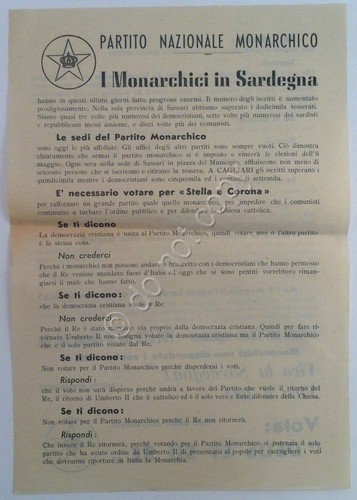 PARTITO NAZIONALE MONARCHICO
I Monarchici in Sardegna
hanno in questi ultimi giorni fatto progressi enormi. Il numero degli iscritti è aumentato
prodigiosamente. Nella sola provincia di Sassari abbiamo superato i dodicimila tesserati.
Siamo quasi tre volte più numerosi dei democristiani, sette volte più numerosi dei sardisti
e repubblicani messi assieme, e dieci volte più dei comunisti.
Le sedi del Partito Monarchico
sono oggi le più affollate. Gli uffici degli altri partiti sono sempre vuoti. Ciò dimostra
chiaramente che semai il partito monarchico si è imposto e vincerà le elezioni dell'8
maggio. Ogni sera nella sede di Sassari in piazza del Municipio, affluiscono non meno di
seicento persone che si iscrivono e ritirano la tessera. A CAGLIARI gli iscritti superano i
quindicimila mentre i democristiani sono cinquemila ed i comunisti settemila.
E' necessario votare per «Stella e Corona»
per rafforzare un grande partito quale quello monarchico ed impedire che i comunisti
continuino a turbare l'ordine pubblico e per difendere la Chiesa cattolica.
Se ti dicono:
La democrazia cristiana è unita al Partito Monarchico, quindi votare uno o l'altro partito
è la stessa cosa.
Non crederci
Perchè i monarchici non possono andare a braccetto con i democristiani che hanno permesso
che il Re venisse mandato fuori d'Italia ed oggi che si sono pentiti vorrebbero rimangiarsi
il male che hanno fatto.
Se ti dicono:
che la democrazia cristiana vuole il Re:
Non crederci
Perchè il Re è stato mandato via proprio dalla democrazia cristiana. Quindi per fare ritornare
Umberto II non bisogna votare la democrazia cristiana ma il Partito Monarchico
che è il solo partito voluto dal Re.
Se ti dicono:
Non votare per il Partito Monarchico perchè disperderai i voti.
Rispondi:
che il voto non sarà disperso perchè andrà a favore del Partito che vuole il ritorno del
Re, il ritorno di Umberto II che è cattolico ed è il solo vero e forte difensore della Chiesa.
Se ti dicono:
Non votare per il Partito Monarchico perchè il Re non ritornerà.
Rispondi:
Che invece il Re ritornerà, perchè votando per il Partito Monarchico si potenzia il solo
partito che ha avuto ordine da Umberto II di presentarsi al popolo per raccogliere i voti
che dovranno riportare in Italia la Monarchia.